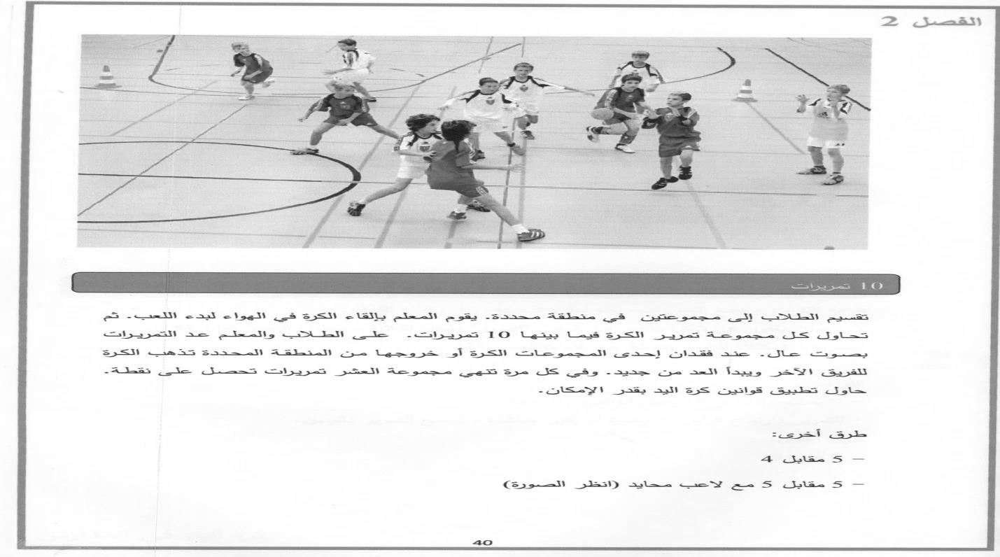 الفصل 2
10 تمريرات
تقسيم الطلاب إلى مجموعتين في منطقة محددة. يقوم المعلم بإلقاء الكرة في الهواء لبدء اللعب. ثم
تحاول كل مجموعة تمرير الكرة فيما بينها 10 تمريرات. على الطلاب والمعلم عد التمريرات
بصوت عال. عند فقدان إحدى المجموعات الكرة أو خروجها من المنطقة المحددة تذهب الكرة
للفريق الآخر ويبدأ العد من جديد. وفي كل مرة تنهي مجموعة العشر تمريرات تحصل على نقطة.
حاول تطبيق قوانين كرة اليد بقدر الإمكان.
طرق أخرى:
– 5 مقابل 4
– 5 مقابل 5 مع لاعب محايد (انظر الصورة)
40